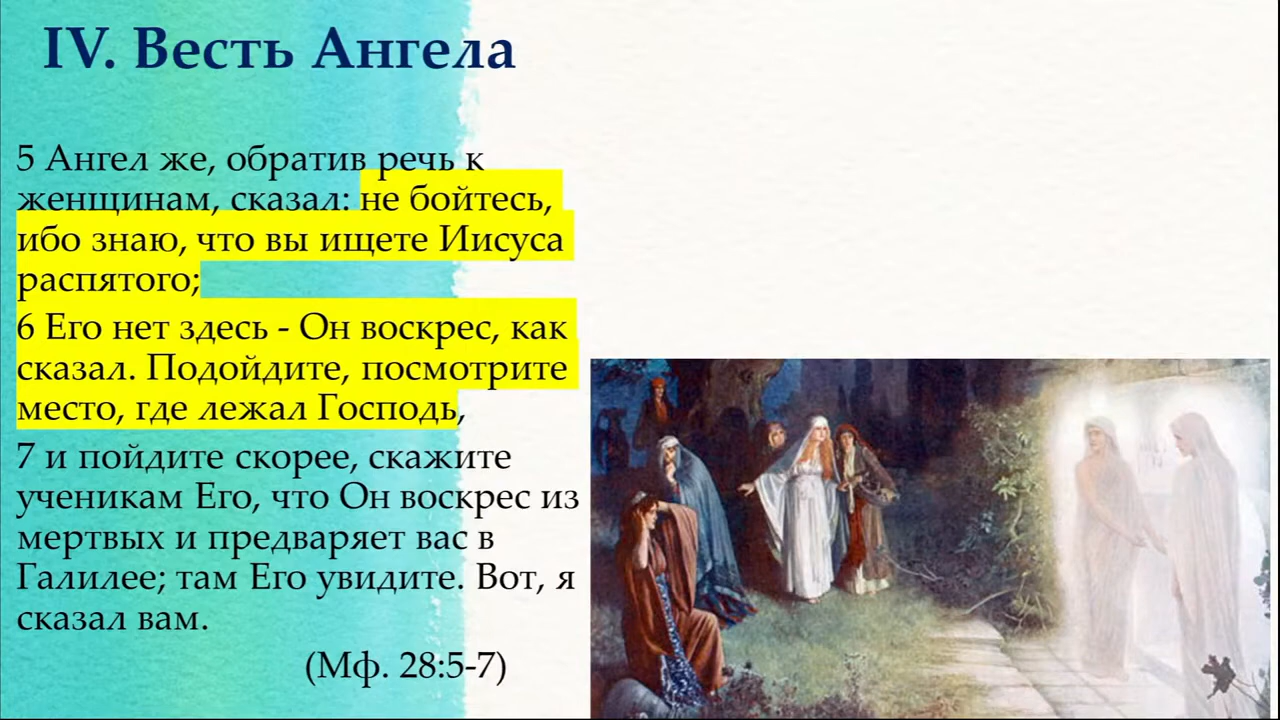 IV. Весть Ангела
5 Ангел же, обратив речь к
женщинам, сказал: не бойтесь,
ибо знаю, что вы ищете Иисуса
распятого;
6 Его нет здесь - Он воскрес, как
сказал. Подойдите, посмотрите
место, где лежал Господь,
7 и пойдите скорее, скажите
ученикам Его, что Он воскрес из
мертвых и предваряет вас в
Галилее; там Его увидите. Вот, я
сказал вам.
(Мф. 28:5-7)